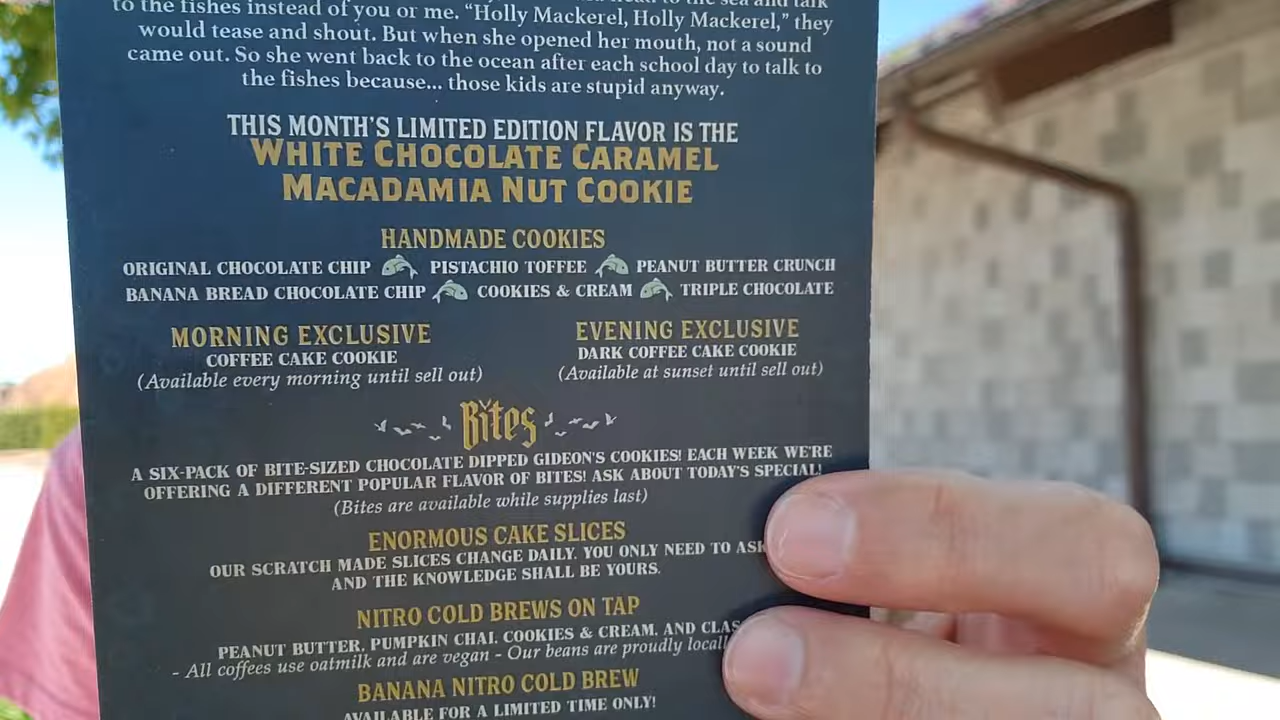 to the fishes instead of you or me. “Holly Mackerel, Holly Mackerel,” they
would tease and shout. But when she opened her mouth, not a sound
came out. So she went back to the ocean after each school day to talk to
the fishes because... those kids are stupid anyway.
THIS MONTH'S LIMITED EDITION FLAVOR IS THE
WHITE CHOCOLATE CARAMEL
MACADAMIA NUT COOKIE
HANDMADE COOKIES
ORIGINAL CHOCOLATE CHIP PISTACHIO TOFFEE PEANUT BUTTER CRUNCH
BANANA BREAD CHOCOLATE CHIP COOKIES & CREAM TRIPLE CHOCOLATE
MORNING EXCLUSIVE
COFFEE CAKE COOKIE
(Available every morning until sell out)
EVENING EXCLUSIVE
DARK COFFEE CAKE COOKIE
(Available at sunset until sell out)
Bites
A SIX-PACK OF BITE-SIZED CHOCOLATE DIPPED GIDEON'S COOKIES! EACH WEEK WE'RE
OFFERING A DIFFERENT POPULAR FLAVOR OF BITES! ASK ABOUT TODAY'S SPECIAL!
(Bites are available while supplies last)
ENORMOUS CAKE SLICES
OUR SCRATCH MADE SLICES CHANGE DAILY. YOU ONLY NEED TO ASK
AND THE KNOWLEDGE SHALL BE YOURS.
NITRO COLD BREWS ON TAP
PEANUT BUTTER, PUMPKIN CHAI, COOKIES & CREAM, AND
- All coffees use oatmilk and are vegan - Our beans are proudly
BANANA NITRO COLD BREW
AVAILABLE FOR A LIMITED TIME ONLY!